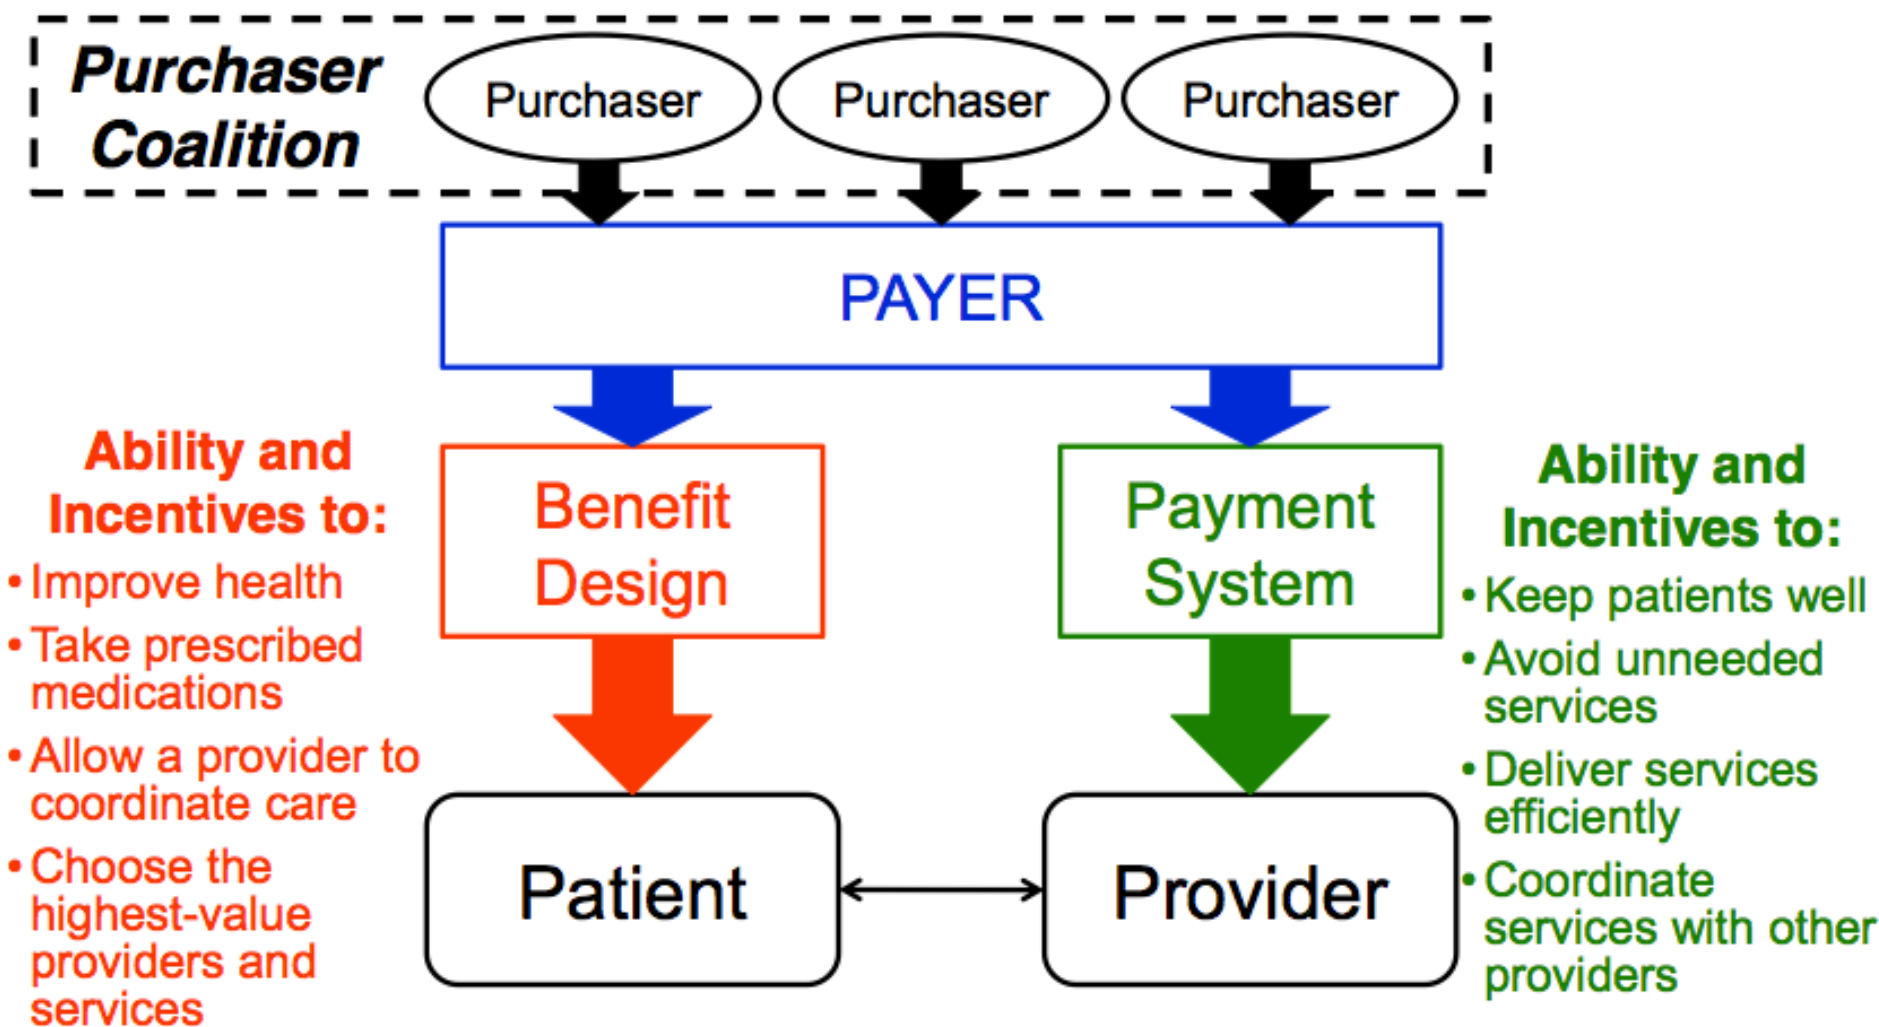 Purchaser
Coalition
Purchaser
Purchaser
Purchaser
PAYER
Ability and
Incentives to:
• Improve health
• Take prescribed
medications
• Allow a provider to
coordinate care
• Choose the
highest-value
providers and
services
Benefit
Design
Payment
System
Ability and
Incentives to:
• Keep patients well
• Avoid unneeded
services
• Deliver services
efficiently
• Coordinate
services with other
providers
Patient
Provider